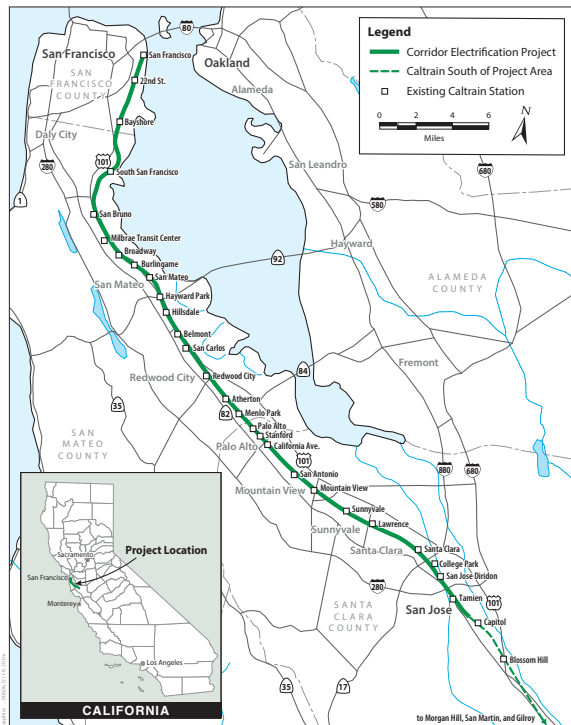 80
San Francisco
San Francisco
SAN
FRANCISCO
COUNTY
22nd St.
Oakland
Alameda
Legend
Corridor Electrification Project
Caltrain South of Project Area
Existing Caltrain Station
0 2 4 6
Miles
Bayshore
Daly City
101
280
South San Francisco
San Leandro
680
1
580
San Bruno
Milbrae Transit Center
Broadway
Burlingame
Hayward
92
San Mateo
San Mateo
ALAMEDA
COUNTY
Hayward Park
Hillsdale
Belmont
San Carlos
Fremont
Redwood City
Redwood City
84
35
Atherton
82
Menlo Park
SAN
MATEO
COUNTY
Palo Alto
Stanford
Palo Alto
California Ave.
101
880
680
San Antonio
Mountain View
Mountain View
Sunnyvale
Sunnyvale
Lawrence
Santa Clara
Santa Clara
College Park
San Jose Diridon
280
Tamien
San Jose
101
SANTA
CLARA
COUNTY
Capitol
Blossom Hill
35
17
to Morgan Hill, San Martin, and Gilroy
Sacramento
Project Location
San Francisco
Monterey
Los Angeles
CALIFORNIA